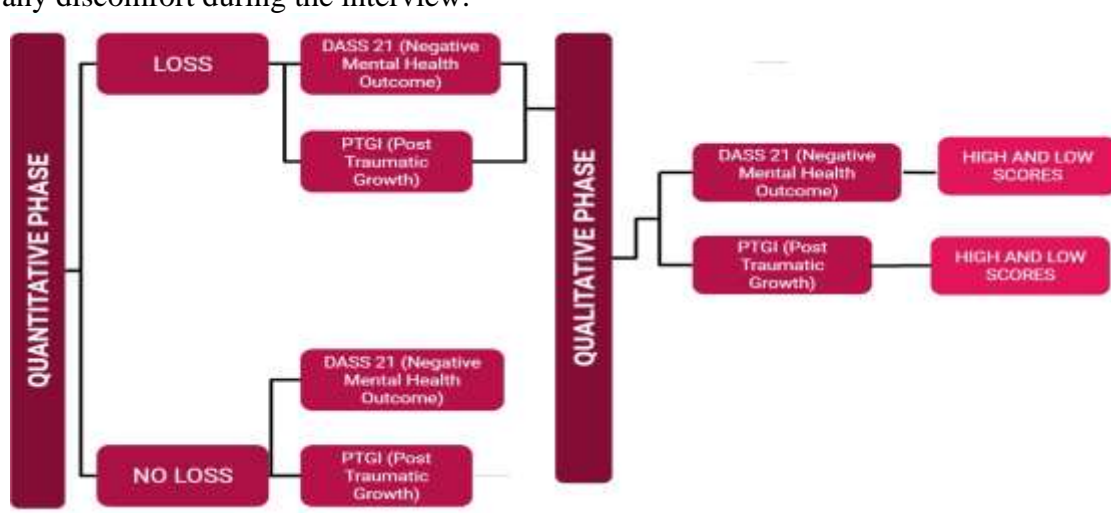 any discomfort during the interview.
QUANTITATIVE PHASE
LOSS
DASS 21 (Negative
Mental Health
Outcome)
PTGI (Post
Traumatic
Growth)
NO LOSS
DASS 21 (Negative
Mental Health
Outcome)
PTGI (Post
Traumatic
Growth)
QUALITATIVE PHASE
DASS 21 (Negative
Mental Health
Outcome)
HIGH AND LOW
SCORES
PTGI (Post
Traumatic
Growth)
HIGH AND LOW
SCORES